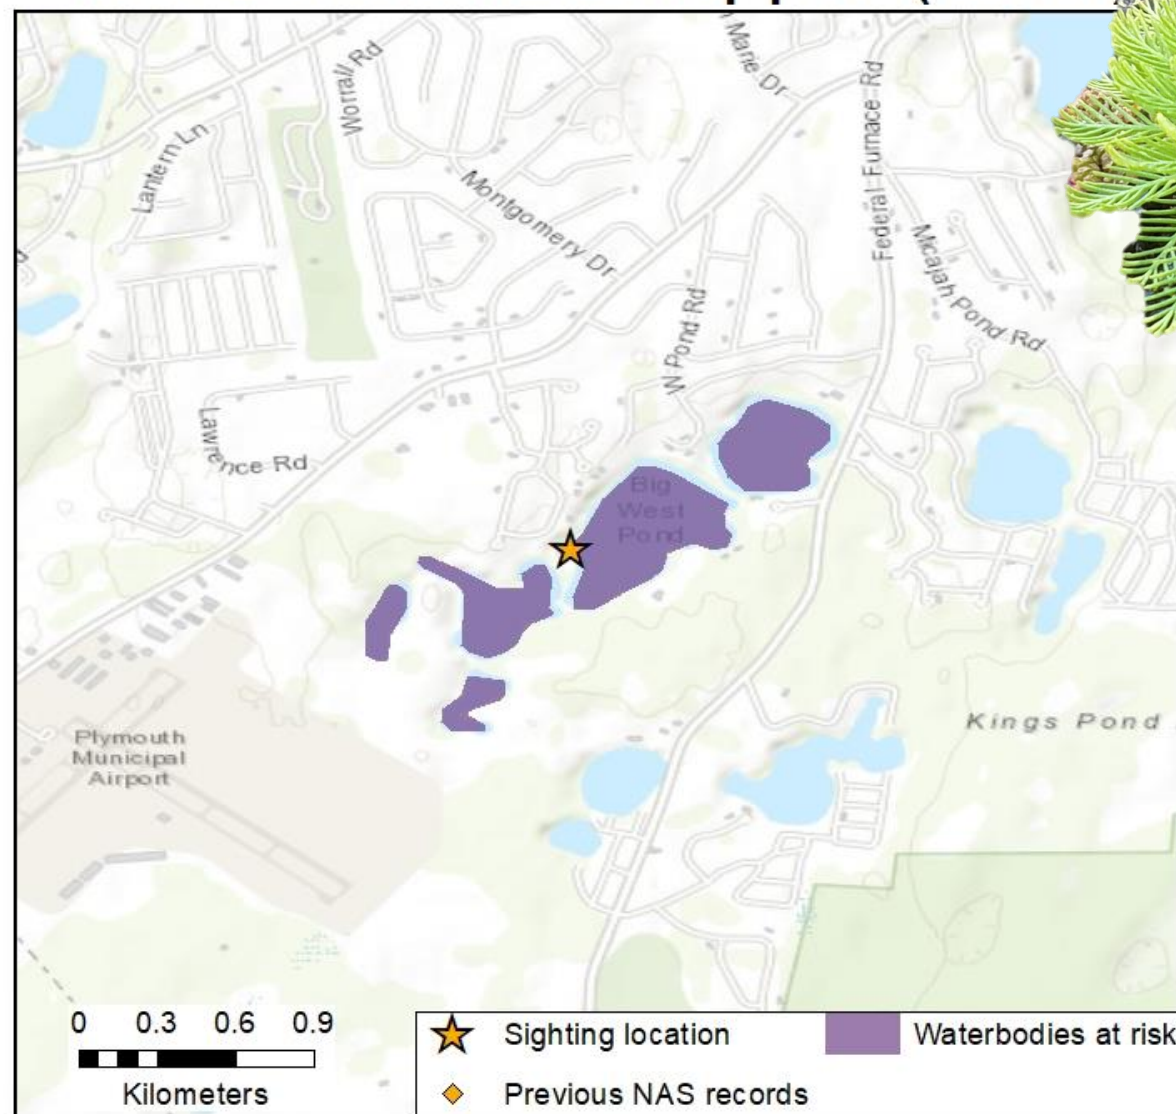 Marie Dr
Worrall Rd
Federal Furnace Rd
Lantern Ln
Montgomery Dr
Micajah Pond Rd
W Pond Rd
Lawrence Rd
Big
West
Pond
Kings Pond
Plymouth
Municipal
Airport
0 0.3 0.6 0.9
Kilometers
Sighting location
Waterbodies at risk
Previous NAS records